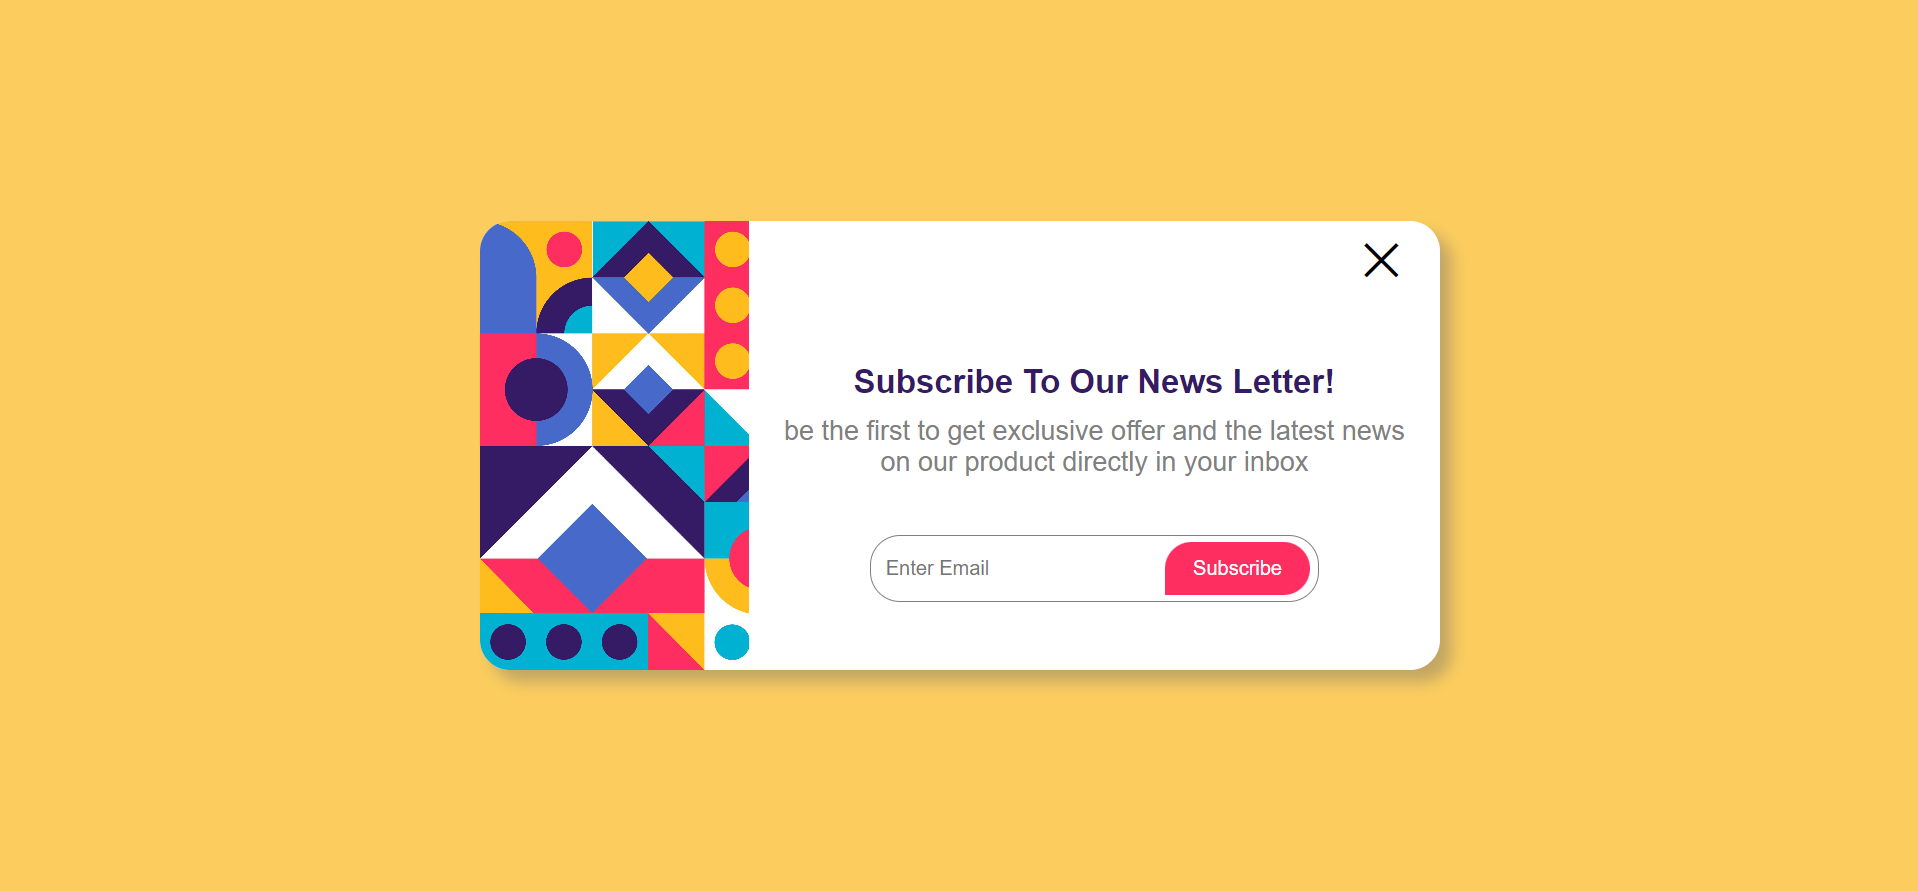 Subscribe To Our News Letter!
be the first to get exclusive offer and the latest news
on our product directly in your inbox
Enter Email
Subscribe